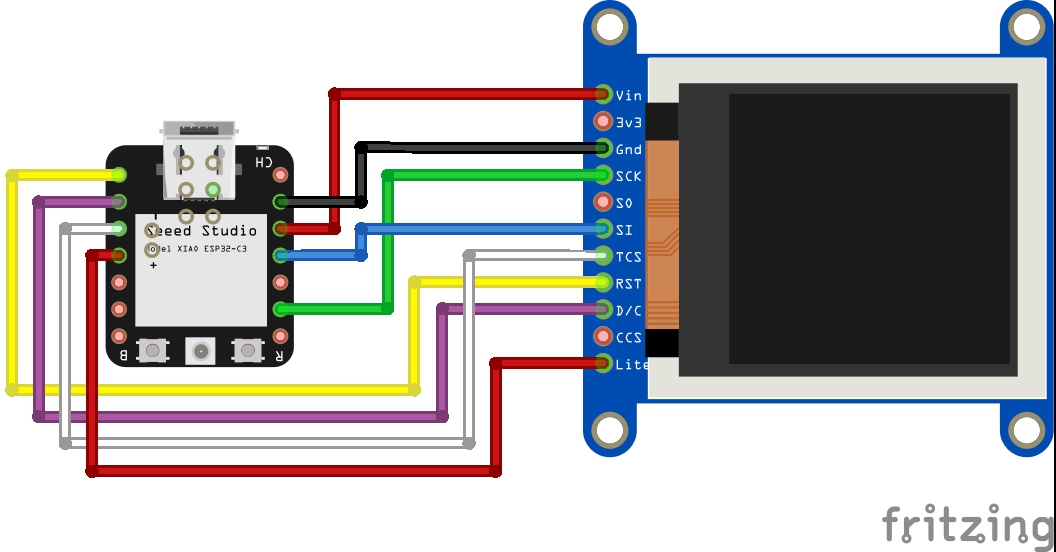 CH
Seeed Studio
Model XIAO ESP32-C3
+
B
R
Vin
3v3
Gnd
SCK
SO
SI
TCS
RST
D/C
CCS
Lite
fritzing